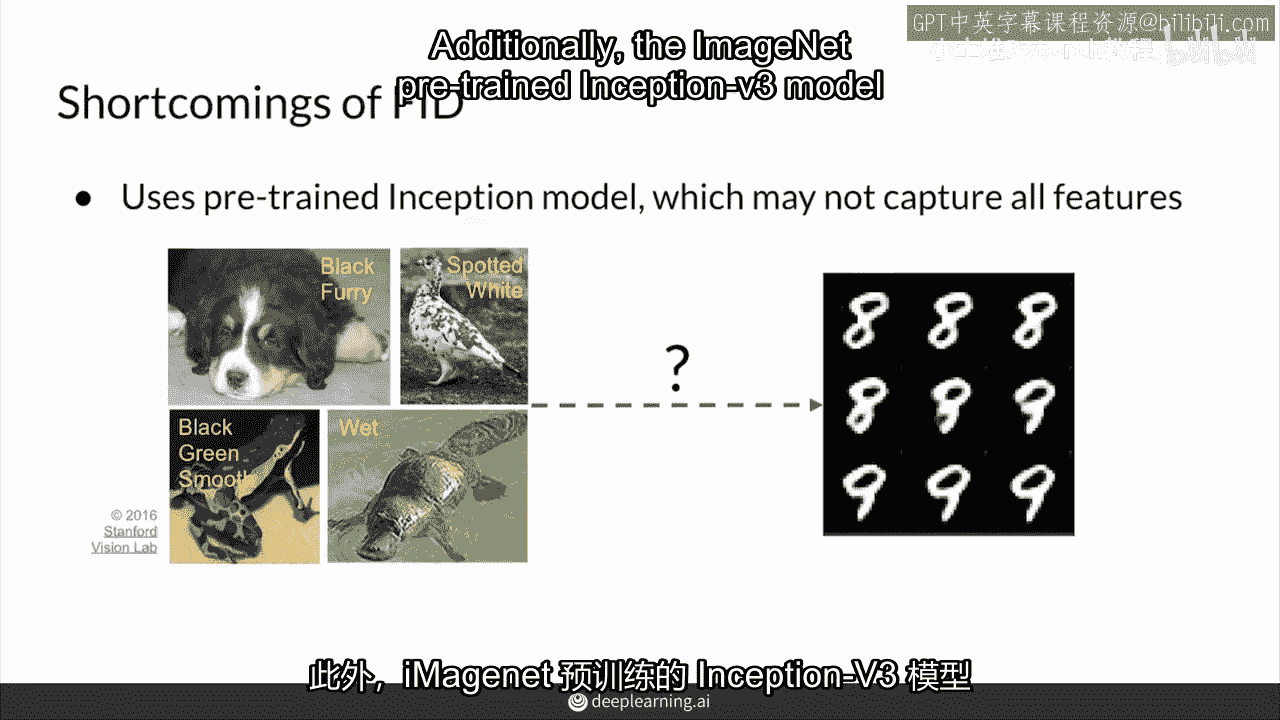 GPT中英字幕课程资源@bilibili.com
Additionally, the ImageNet
pre-trained Inception-v3 model
Shortcomings of FID
● Uses pre-trained Inception model, which may not capture all features
Black
Furry
Spotted
White
?
8 8 8
8 9 9
9 9 9
Black
Green
Smooth
Wet
© 2016
Stanford
Vision Lab
此外，iMagenet 预训练的 Inception-V3 模型
deeplearning.ai